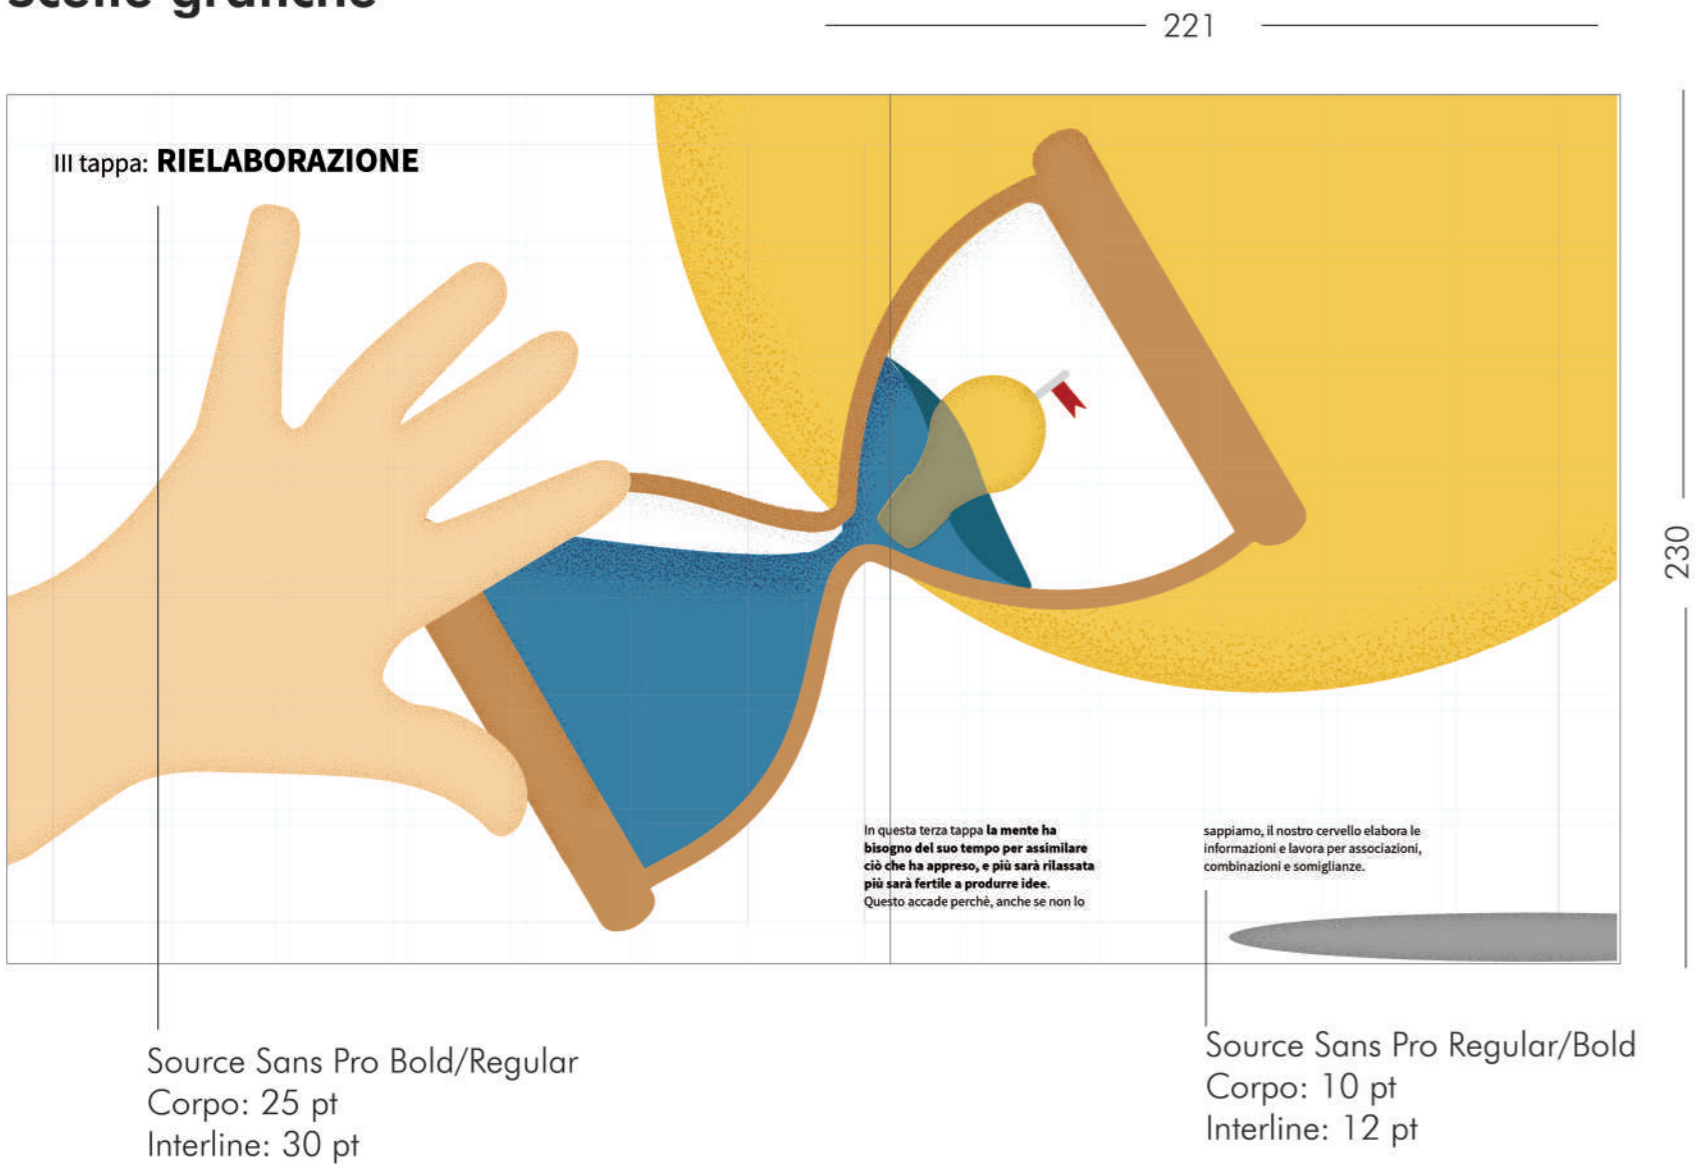 Scelte grafiche
221
III tappa: RIELABORAZIONE
230
In questa terza tappa la mente ha
bisogno del suo tempo per assimilare
ciò che ha appreso, e più sarà rilassata
più sarà fertile a produrre idee.
Questo accade perchè, anche se non lo
sappiamo, il nostro cervello elabora le
informazioni e lavora per associazioni,
combinazioni e somiglianze.
Source Sans Pro Bold/Regular
Corpo: 25 pt
Interline: 30 pt
Source Sans Pro Regular/Bold
Corpo: 10 pt
Interline: 12 pt